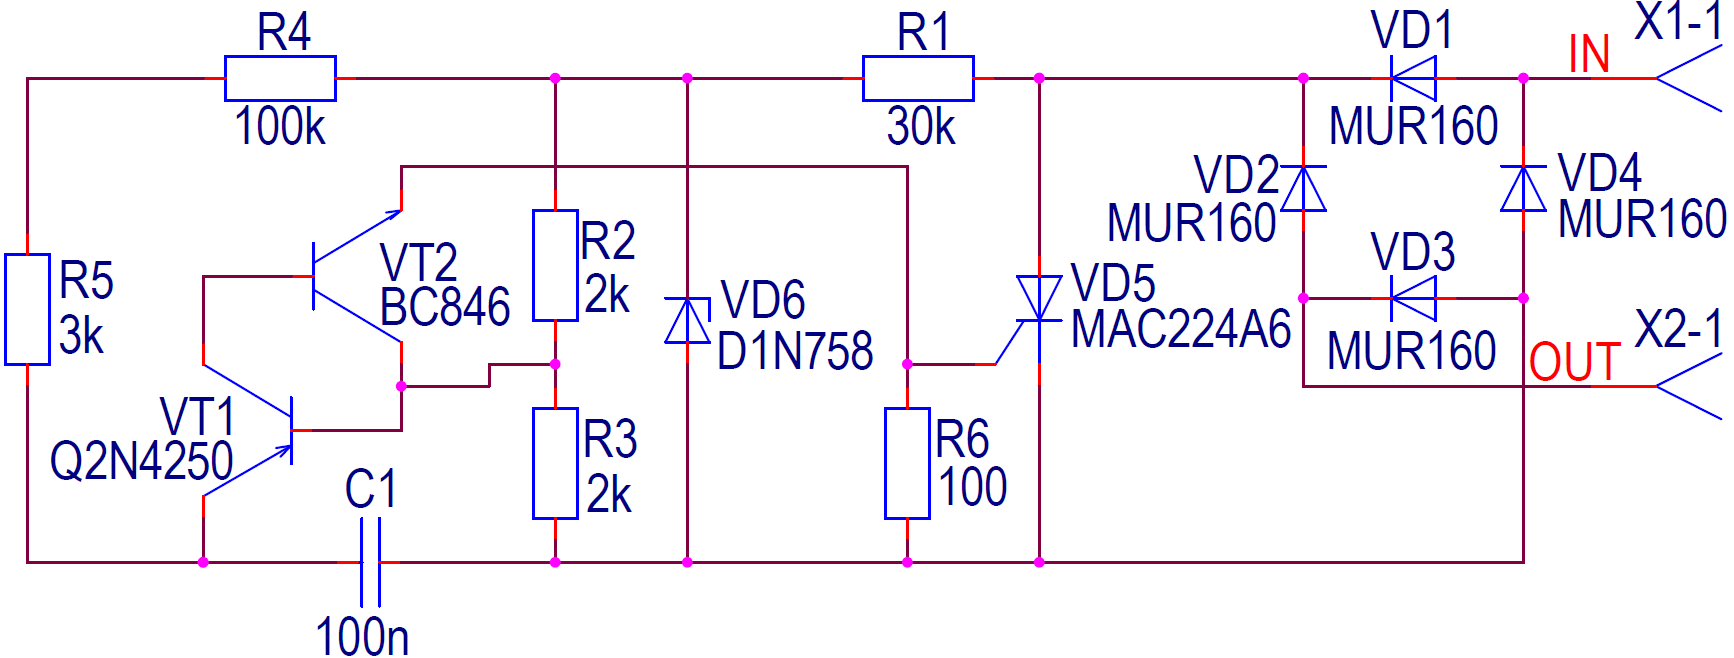 R4
100k
R1
30k
VD1
MUR160
IN
X1-1
VD2
MUR160
VD4
MUR160
R5
3k
VT2
BC846
R2
2k
VD6
D1N758
VD5
MAC224A6
VD3
MUR160
X2-1
OUT
VT1
Q2N4250
R3
2k
R6
100
C1
100n